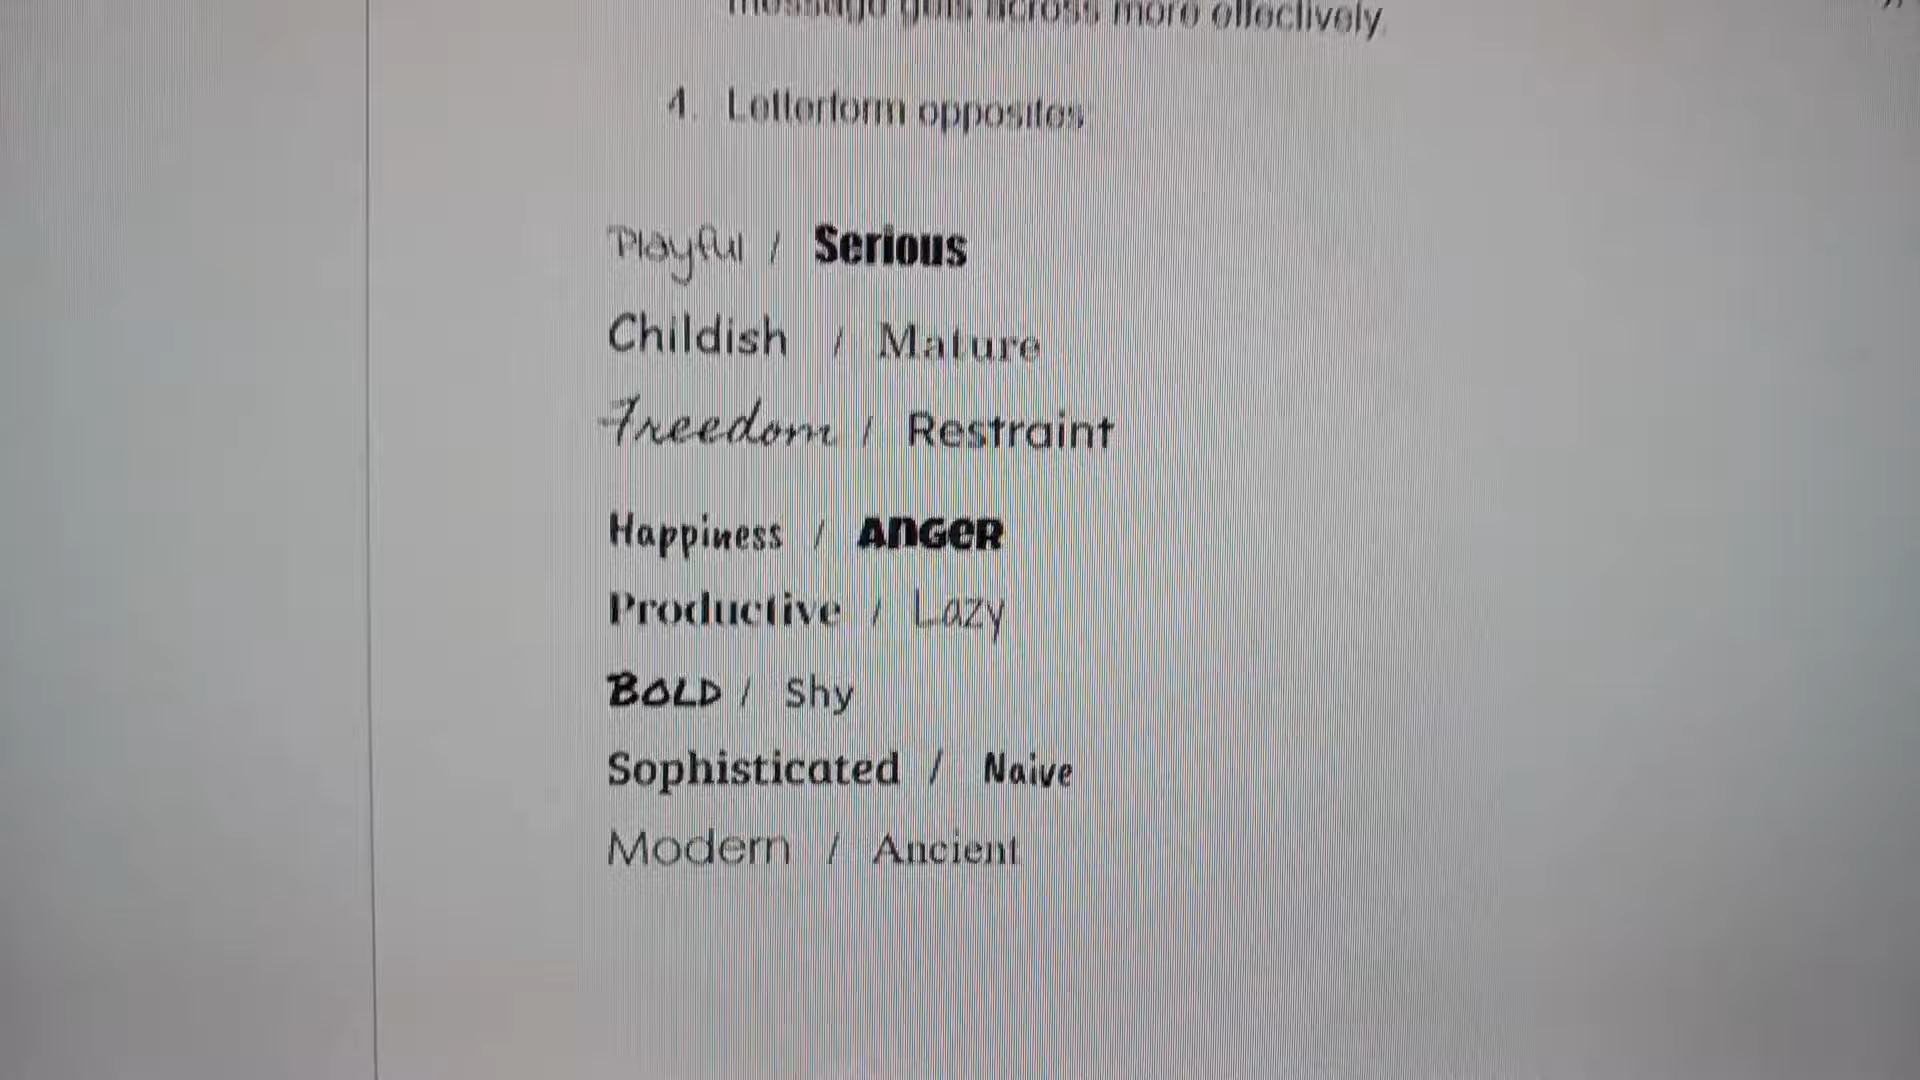 message gets across more effectively.
4. Letterform opposites
Playful / Serious
Childish / Mature
Freedom / Restraint
Happiness / ANGER
Productive / Lazy
BOLD / Shy
Sophisticated / Naive
Modern / Ancient